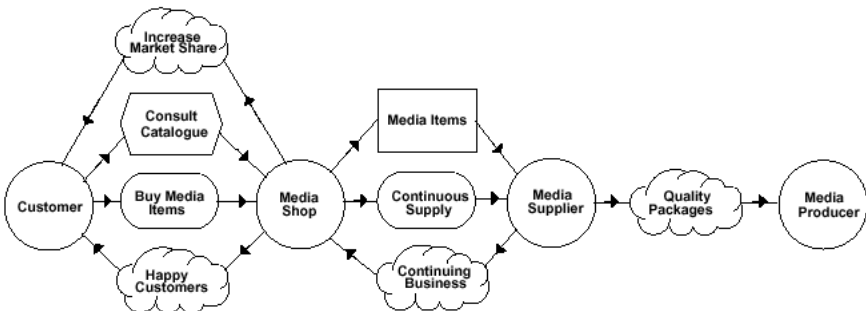 Increase
Market Share
Consult
Catalogue
Media Items
Customer
Buy Media
Items
Media
Shop
Continuous
Supply
Media
Supplier
Quality
Packages
Media
Producer
Happy
Customers
Continuing
Business